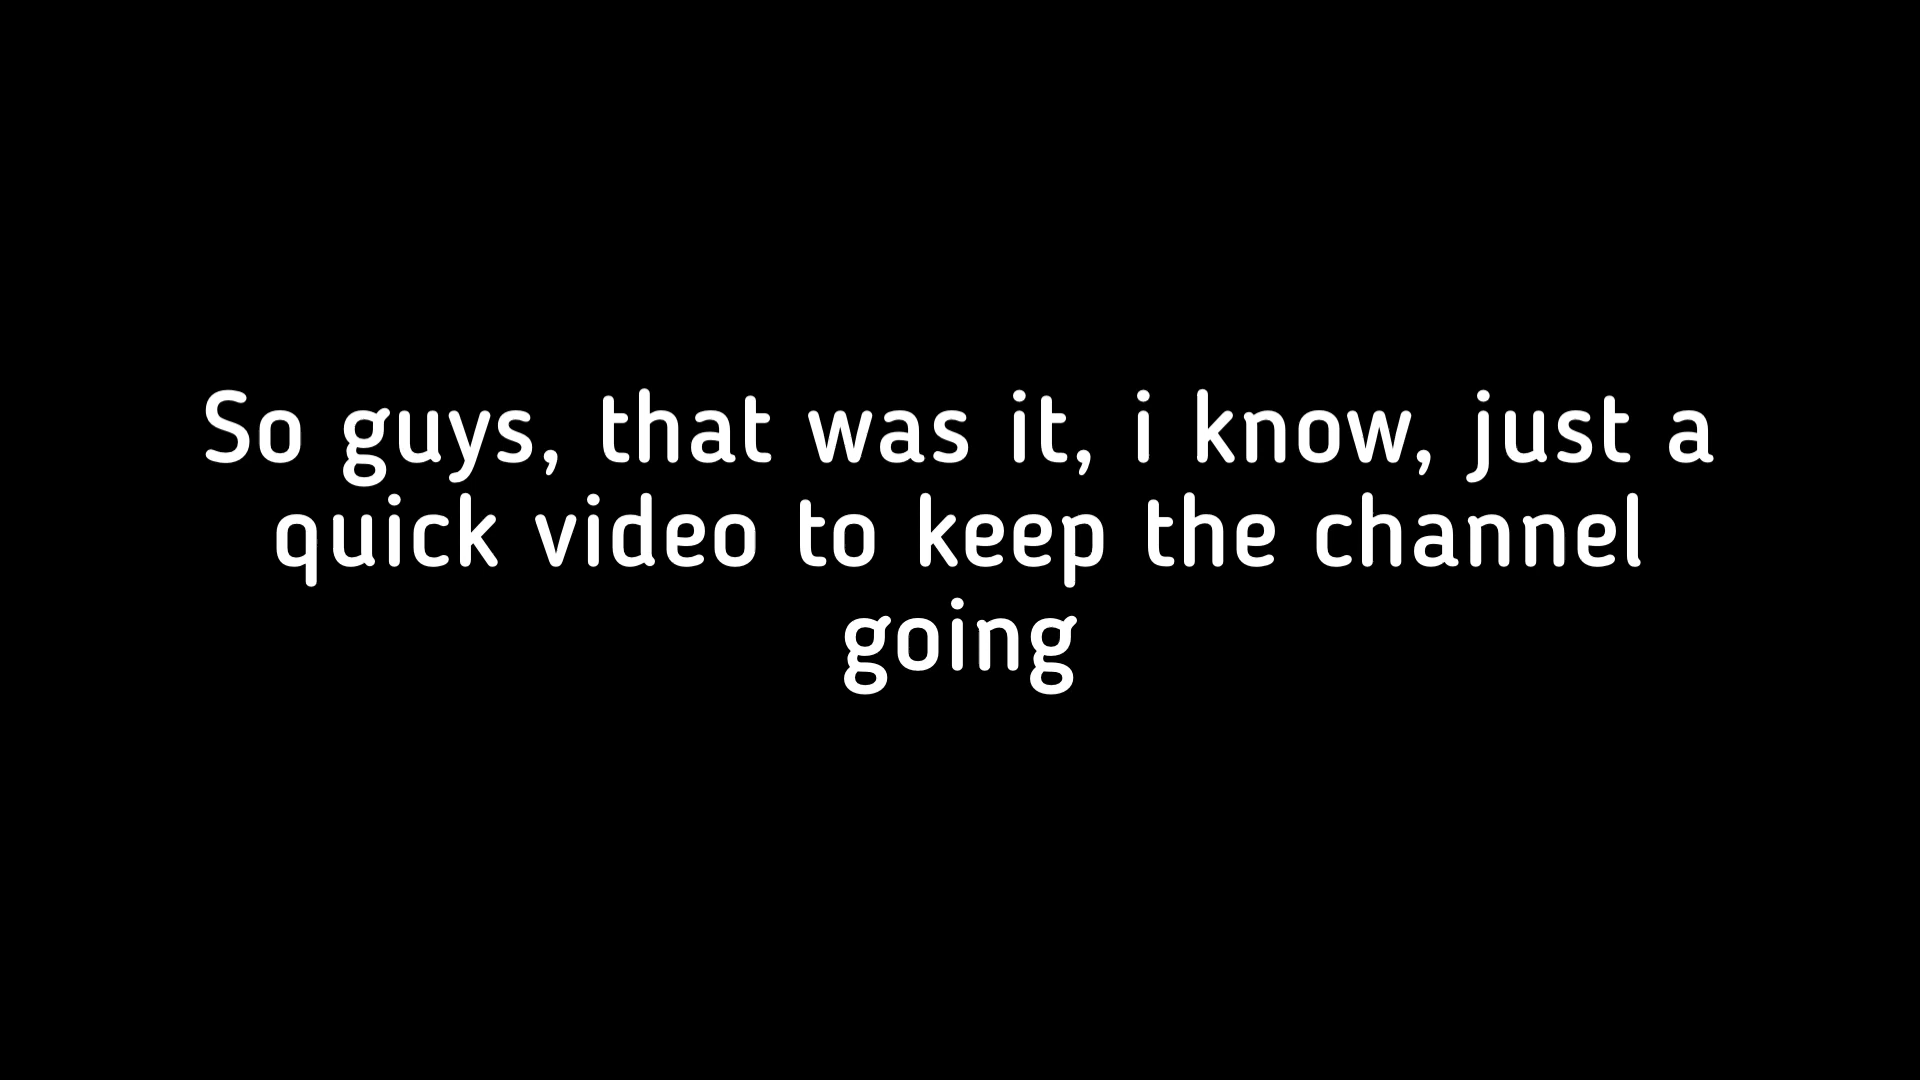 So guys, that was it, i know, just a
quick video to keep the channel
going